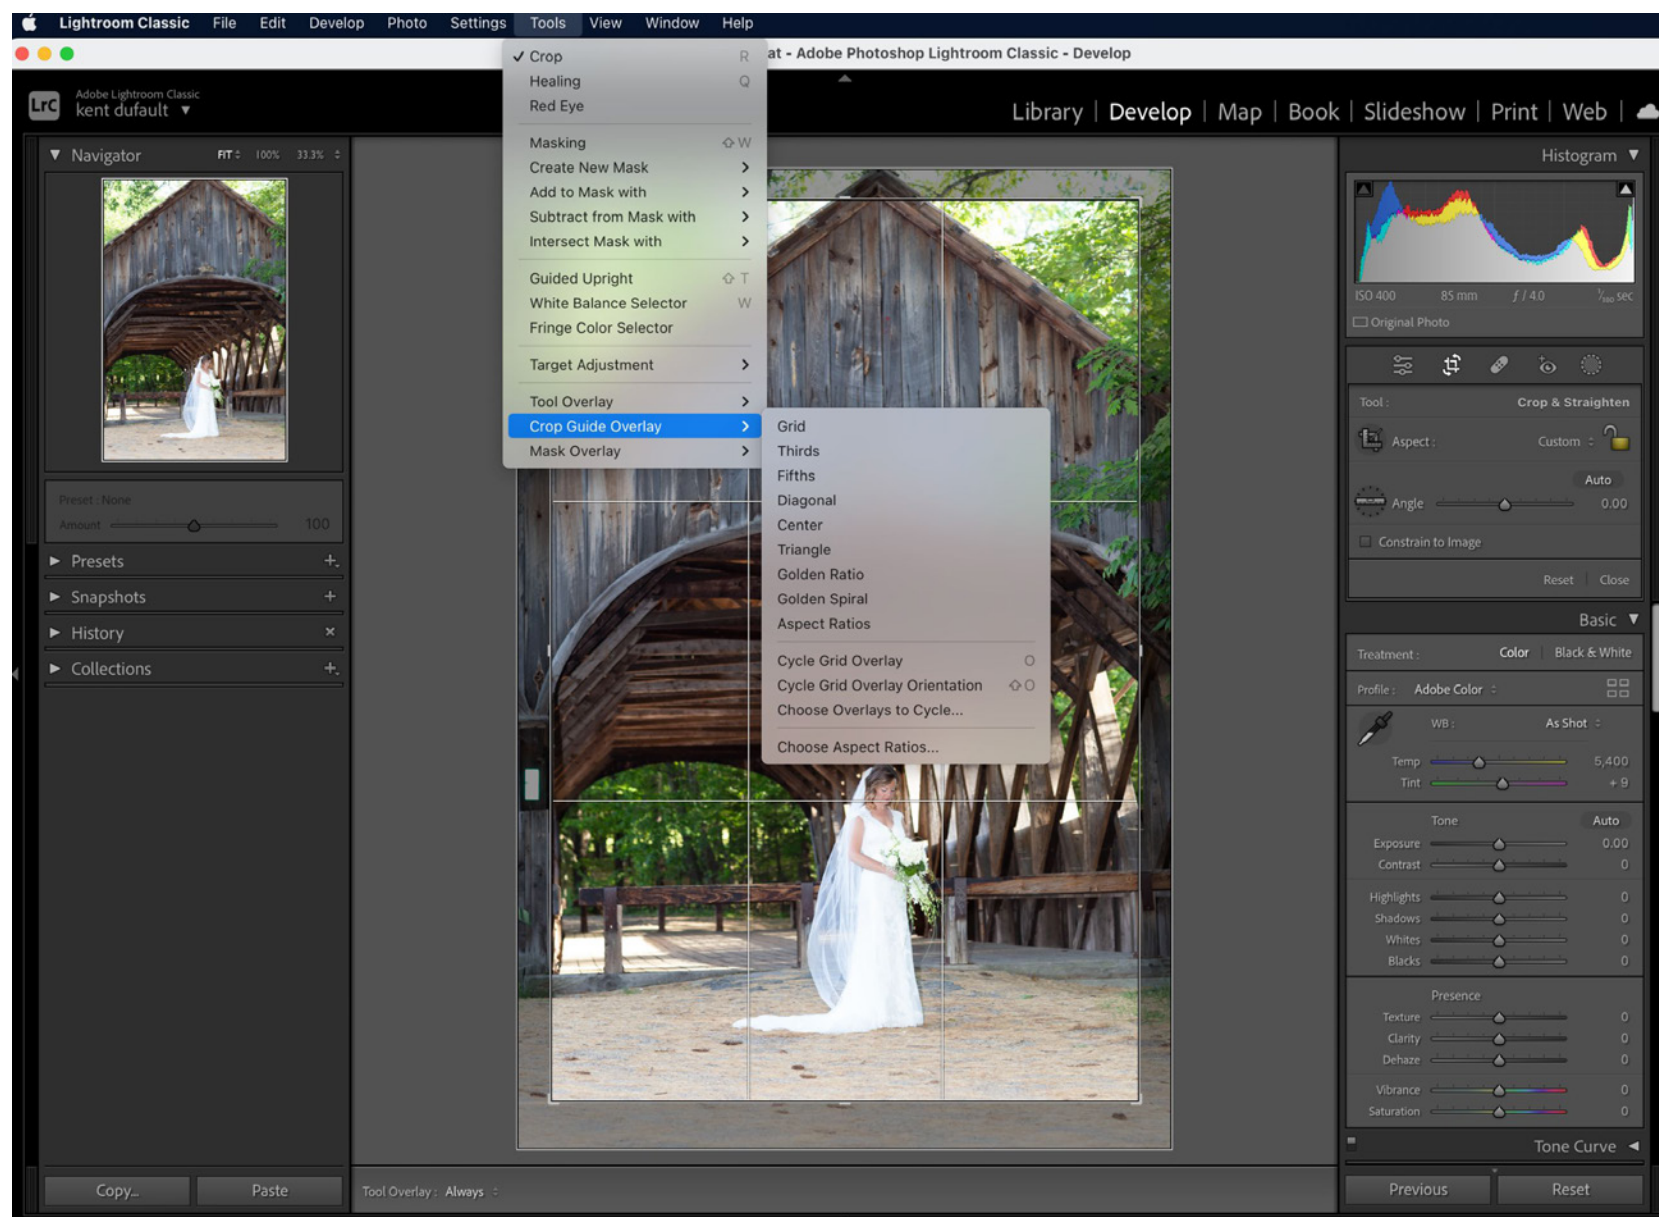 Lightroom Classic File Edit Develop Photo Settings Tools View Window Help
at - Adobe Photoshop Lightroom Classic - Develop
LrC
Adobe Lightroom Classic
kent dufault
Library | Develop | Map | Book | Slideshow | Print | Web |
Navigator FIT 100% 33.3%
Preset : None
Amount 100
Presets
Snapshots
History
Collections
Copy... Paste
✓ Crop R
Healing Q
Red Eye
Masking ⇧ W
Create New Mask
Add to Mask with
Subtract from Mask with
Intersect Mask with
Guided Upright ⇧ T
White Balance Selector W
Fringe Color Selector
Target Adjustment
Tool Overlay
Crop Guide Overlay
Mask Overlay
Grid
Thirds
Fifths
Diagonal
Center
Triangle
Golden Ratio
Golden Spiral
Aspect Ratios
Cycle Grid Overlay O
Cycle Grid Overlay Orientation ⇧ O
Choose Overlays to Cycle...
Choose Aspect Ratios...
Tool Overlay : Always
Histogram
ISO 400 85 mm ƒ / 4.0 sec
Original Photo
Tool : Crop & Straighten
Aspect : Custom
Auto
Angle 0.00
Constrain to Image
Reset Close
Basic
Treatment : Color Black & White
Profile : Adobe Color
WB : As Shot
Temp 5,400
Tint + 9
Tone Auto
Exposure 0.00
Contrast 0
Highlights 0
Shadows 0
Whites 0
Blacks 0
Presence
Texture 0
Clarity 0
Dehaze 0
Vibrance 0
Saturation 0
Tone Curve
Previous Reset